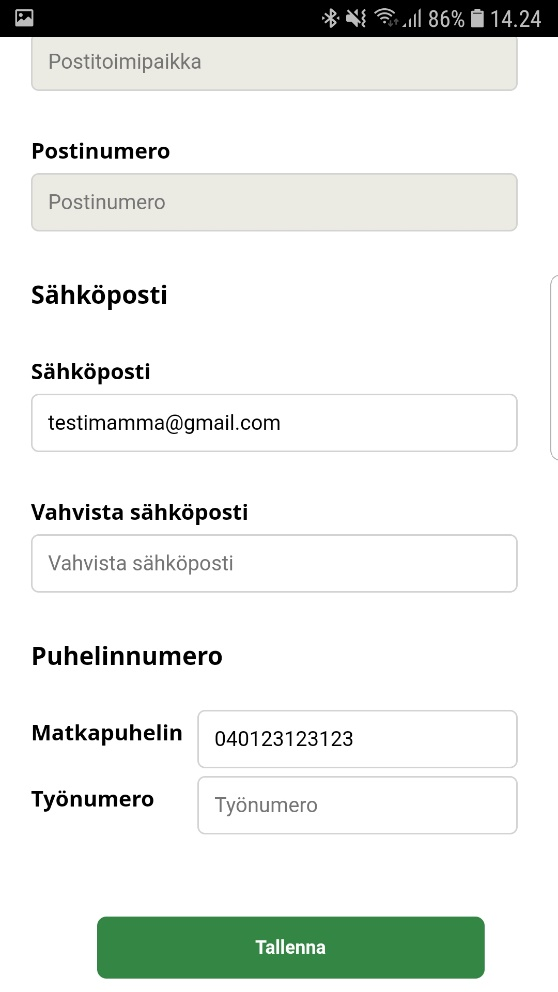 86% 14.24
Postitoimipaikka
Postinumero
Postinumero
Sähköposti
Sähköposti
testimamma@gmail.com
Vahvista sähköposti
Vahvista sähköposti
Puhelinnumero
Matkapuhelin 040123123123
Työnumero Työnumero
Tallenna